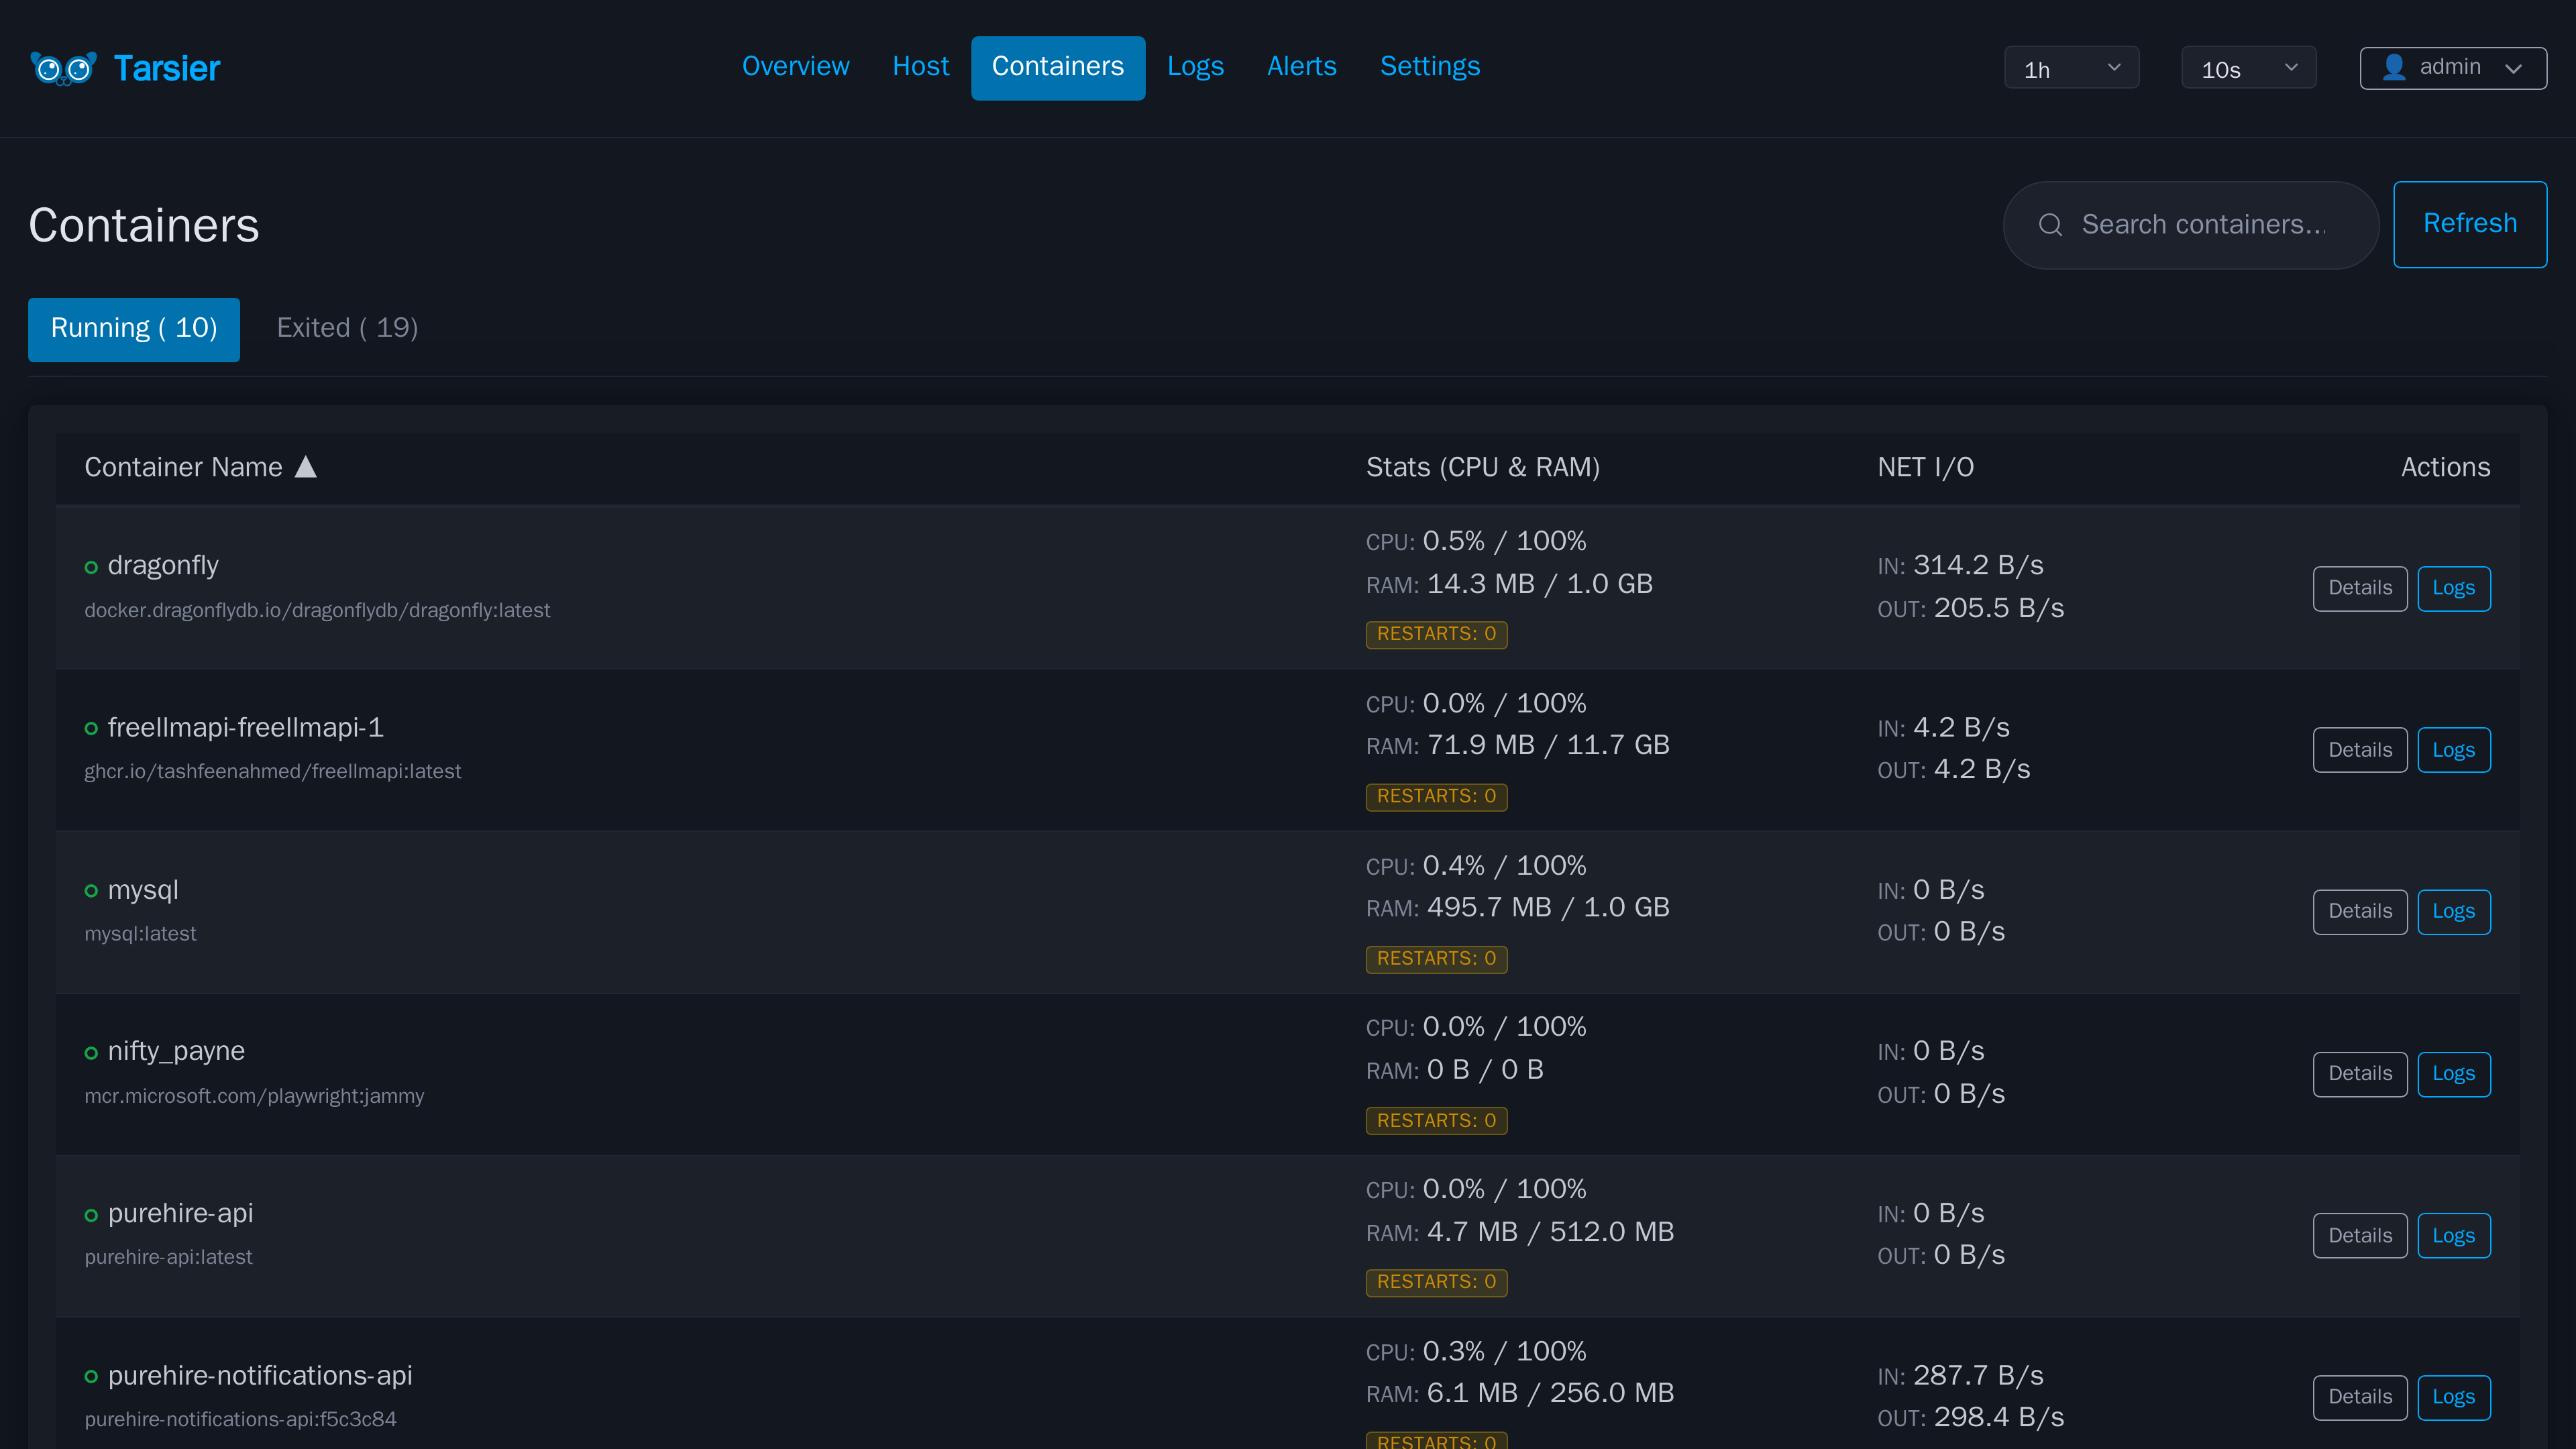 Tarsier
Overview Host Containers Logs Alerts Settings
1h 10s admin
Containers
Search containers...
Refresh
Running ( 10) Exited ( 19)
Container Name ▲ Stats (CPU & RAM) NET I/O Actions
dragonfly
docker.dragonflydb.io/dragonflydb/dragonfly:latest
CPU: 0.5% / 100%
RAM: 14.3 MB / 1.0 GB
RESTARTS: 0
IN: 314.2 B/s
OUT: 205.5 B/s
Details Logs
freellmapi-freellmapi-1
ghcr.io/tashfeenahmed/freellmapi:latest
CPU: 0.0% / 100%
RAM: 71.9 MB / 11.7 GB
RESTARTS: 0
IN: 4.2 B/s
OUT: 4.2 B/s
Details Logs
mysql
mysql:latest
CPU: 0.4% / 100%
RAM: 495.7 MB / 1.0 GB
RESTARTS: 0
IN: 0 B/s
OUT: 0 B/s
Details Logs
nifty_payne
mcr.microsoft.com/playwright:jammy
CPU: 0.0% / 100%
RAM: 0 B / 0 B
RESTARTS: 0
IN: 0 B/s
OUT: 0 B/s
Details Logs
purehire-api
purehire-api:latest
CPU: 0.0% / 100%
RAM: 4.7 MB / 512.0 MB
RESTARTS: 0
IN: 0 B/s
OUT: 0 B/s
Details Logs
purehire-notifications-api
purehire-notifications-api:f5c3c84
CPU: 0.3% / 100%
RAM: 6.1 MB / 256.0 MB
RESTARTS: 0
IN: 287.7 B/s
OUT: 298.4 B/s
Details Logs